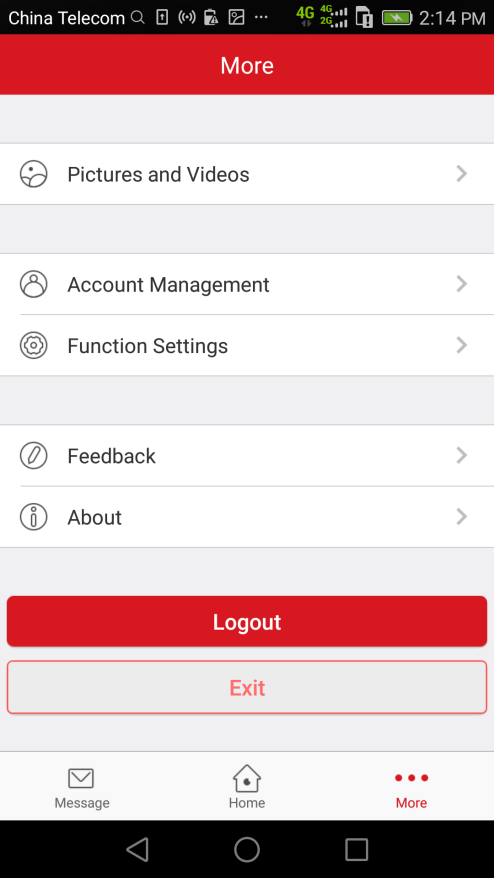 China Telecom 4G 4G 2G 2:14 PM
More
Pictures and Videos
Account Management
Function Settings
Feedback
About
Logout
Exit
Message Home More